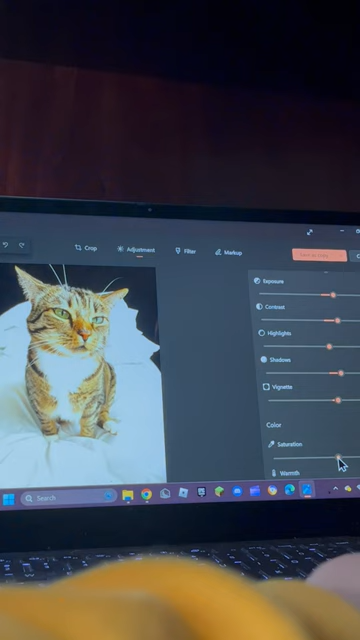 Crop
Adjustment
Filter
Markup
Exposure
Contrast
Highlights
Shadows
Vignette
Color
Saturation
Warmth
Search